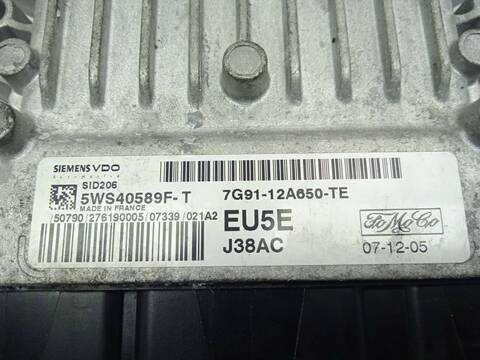 SIEMENS VDO
Automotive
SID206
5WS40589F-T
MADE IN FRANCE
/50790/276190005/07339/021A2
7G91-12A650-TE
EU5E
J38AC
FoMoCo
07-12-05